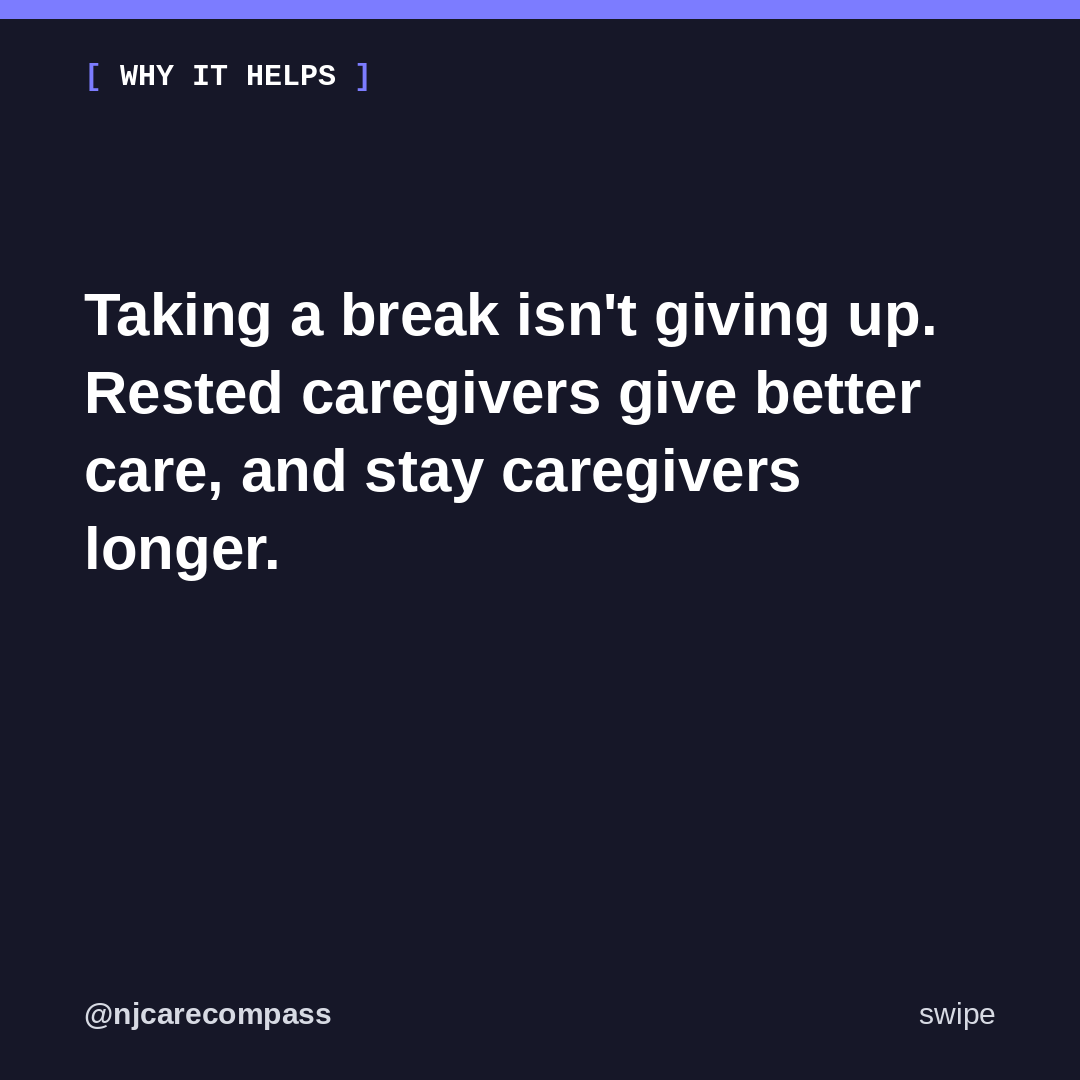 [ WHY IT HELPS ]
Taking a break isn't giving up.
Rested caregivers give better
care, and stay caregivers
longer.
@njcarecompass
swipe